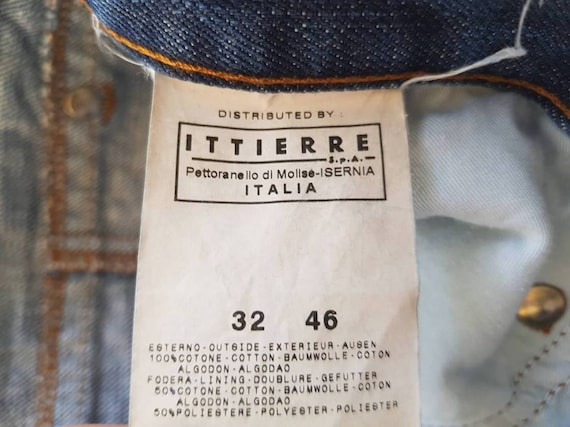 DISTRIBUTED BY :
ITTIERRE
S.p.A.
Pettoranello di Molise-ISERNIA
ITALIA
32 46
ESTERNO-OUTSIDE-EXTERIEUR-AUSEN
100%COTONE-COTTON-BAUMWOLLE-COTON
ALGODON-ALGODAO
FODERA-LINING-DOUBLURE-GEFUTTER
50%COTONE-COTTON-BAUMWOLLE-COTON
ALGODON-ALGODAO
50%POLIESTERE-POLYESTER-POLIESTER